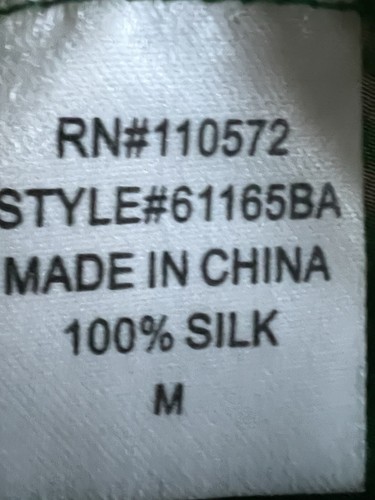 RN#110572
STYLE#61165BA
MADE IN CHINA
100% SILK
M